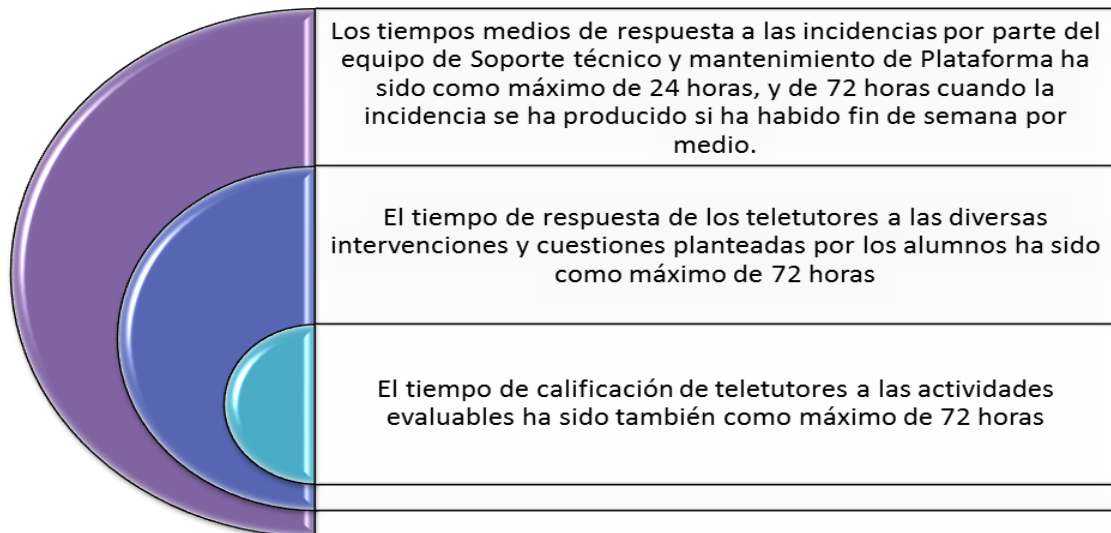 Los tiempos medios de respuesta a las incidencias por parte del
equipo de Soporte técnico y mantenimiento de Plataforma ha
sido como máximo de 24 horas, y de 72 horas cuando la
incidencia se ha producido si ha habido fin de semana por
medio.
El tiempo de respuesta de los teletutores a las diversas
intervenciones y cuestiones planteadas por los alumnos ha sido
como máximo de 72 horas
El tiempo de calificación de teletutores a las actividades
evaluables ha sido también como máximo de 72 horas